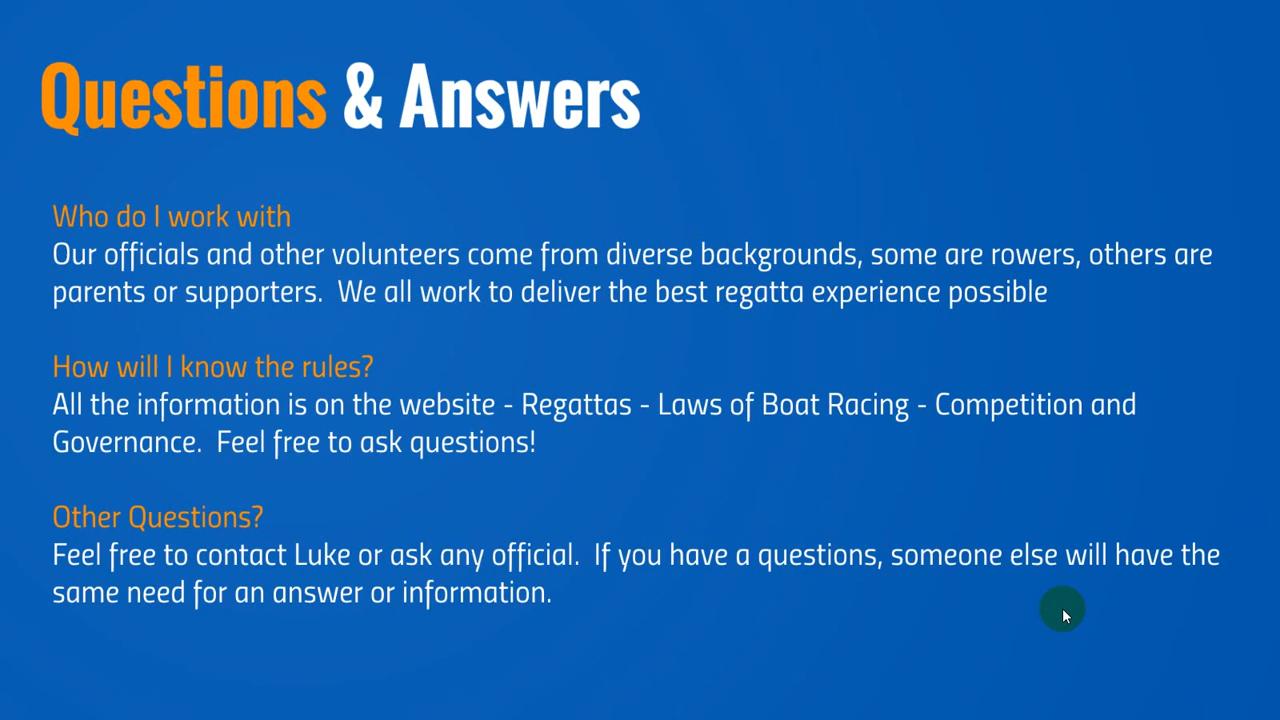 Questions & Answers
Who do I work with
Our officials and other volunteers come from diverse backgrounds, some are rowers, others are
parents or supporters.  We all work to deliver the best regatta experience possible
How will I know the rules?
All the information is on the website - Regattas - Laws of Boat Racing - Competition and
Governance.  Feel free to ask questions!
Other Questions?
Feel free to contact Luke or ask any official.  If you have a questions, someone else will have the
same need for an answer or information.